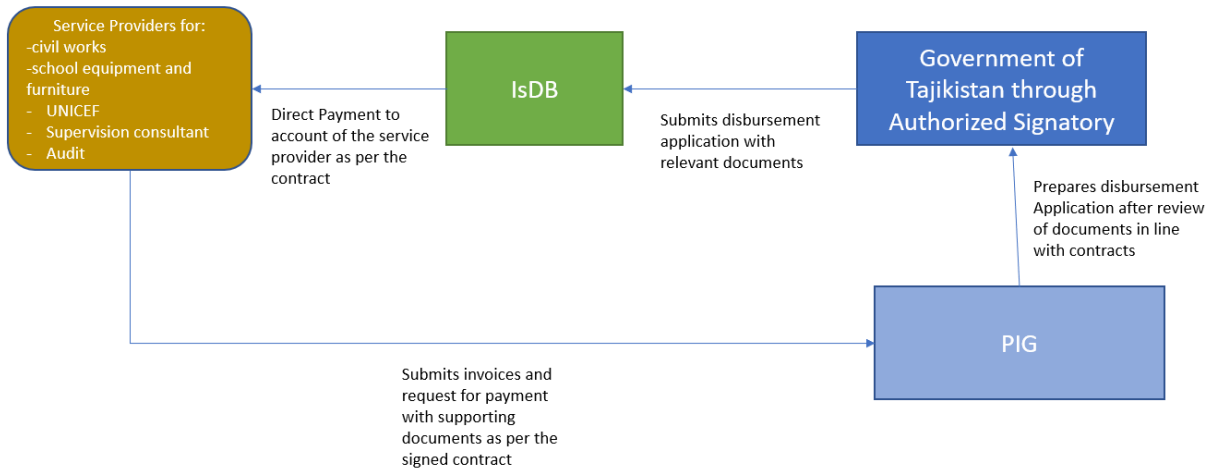 Service Providers for:
-civil works
-school equipment and
furniture
- UNICEF
- Supervision consultant
- Audit
IsDB
Government of
Tajikistan through
Authorized Signatory
Direct Payment to
account of the service
provider as per the
contract
Submits disbursement
application with
relevant documents
Prepares disbursement
Application after review
of documents in line
with contracts
PIG
Submits invoices and
request for payment
with supporting
documents as per the
signed contract